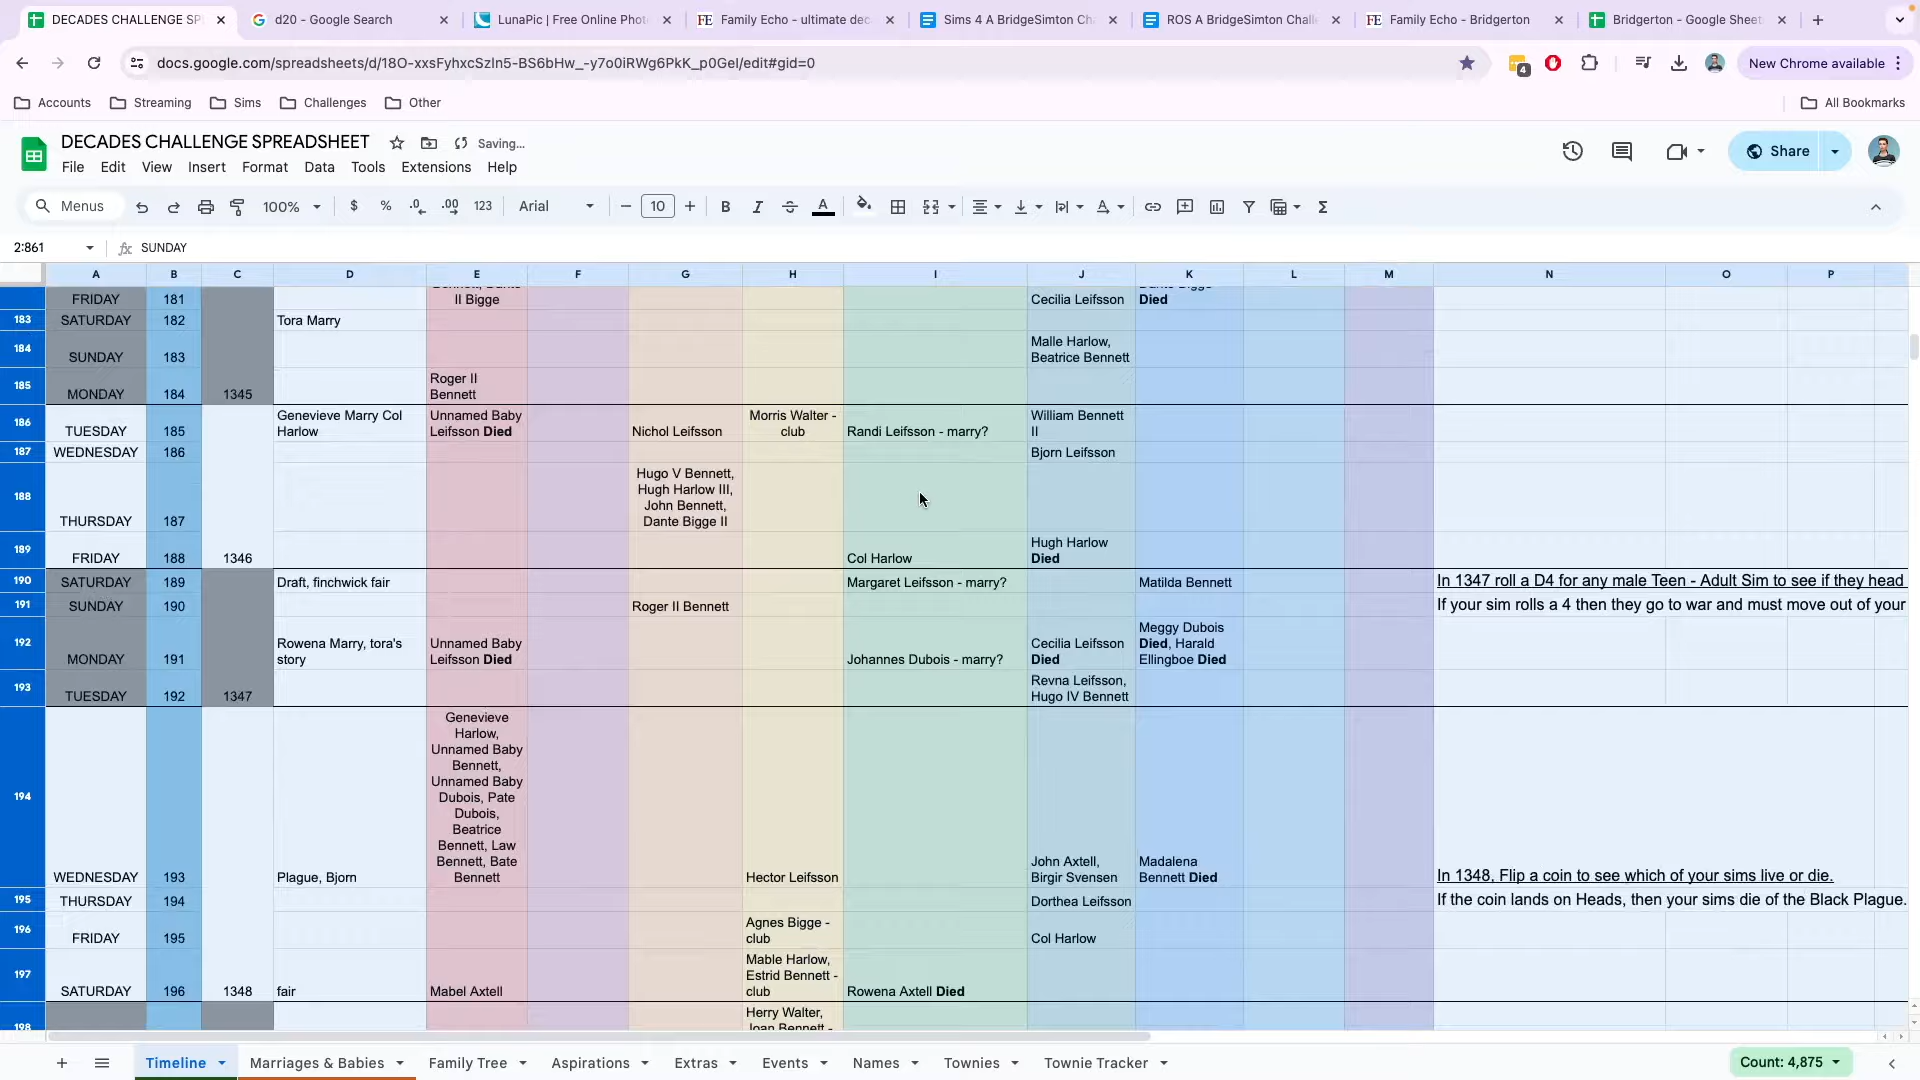 DECADES CHALLENGE SP
d20 - Google Search
LunaPic | Free Online Phot
Family Echo - ultimate dec
Sims 4 A BridgeSimton Ch
ROS A BridgeSimton Chall
Family Echo - Bridgerton
Bridgerton - Google Sheet
docs.google.com/spreadsheets/d/18O-xxsFyhxcSzln5-BS6bHw_-y7o0iRWg6PkK_p0GeI/edit#gid=0
4
New Chrome available
Accounts Streaming Sims Challenges Other All Bookmarks
DECADES CHALLENGE SPREADSHEET Saving...
File Edit View Insert Format Data Tools Extensions Help
Share
Menus 100% $ % .0 .00 123 Arial 10 B I A
2:861 fx SUNDAY
A B C D E F G H I J K L M N O P
FRIDAY 181 II Bigge Cecilia Leifsson Died
183 SATURDAY 182 Tora Marry
184 SUNDAY 183 Malle Harlow, Beatrice Bennett
185 MONDAY 184 1345 Roger II Bennett
186 TUESDAY 185 Genevieve Marry Col Harlow Unnamed Baby Leifsson Died Nichol Leifsson Morris Walter - club Randi Leifsson - marry? William Bennett II
187 WEDNESDAY 186 Bjorn Leifsson
188 THURSDAY 187 Hugo V Bennett, Hugh Harlow III, John Bennett, Dante Bigge II
189 FRIDAY 188 1346 Col Harlow Hugh Harlow Died
190 SATURDAY 189 Draft, finchwick fair Margaret Leifsson - marry? Matilda Bennett In 1347 roll a D4 for any male Teen - Adult Sim to see if they head
191 SUNDAY 190 Roger II Bennett If your sim rolls a 4 then they go to war and must move out of your
192 MONDAY 191 Rowena Marry, tora's story Unnamed Baby Leifsson Died Johannes Dubois - marry? Cecilia Leifsson Died Meggy Dubois Died, Harald Ellingboe Died
193 TUESDAY 192 1347 Revna Leifsson, Hugo IV Bennett
194 WEDNESDAY 193 Plague, Bjorn Genevieve Harlow, Unnamed Baby Bennett, Unnamed Baby Dubois, Pate Dubois, Beatrice Bennett, Law Bennett, Bate Bennett Hector Leifsson John Axtell, Birgir Svensen Madalena Bennett Died In 1348, Flip a coin to see which of your sims live or die.
195 THURSDAY 194 Dorthea Leifsson If the coin lands on Heads, then your sims die of the Black Plague.
196 FRIDAY 195 Agnes Bigge - club Col Harlow
197 SATURDAY 196 1348 fair Mabel Axtell Mable Harlow, Estrid Bennett - club Rowena Axtell Died
198 Herry Walter, Joan Bennett -
Timeline Marriages & Babies Family Tree Aspirations Extras Events Names Townies Townie Tracker Count: 4,875